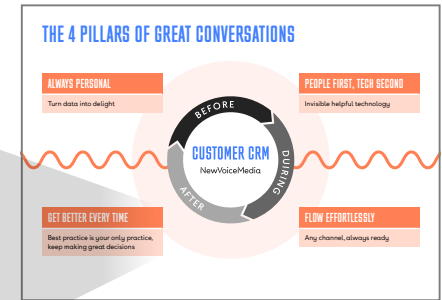 THE 4 PILLARS OF GREAT CONVERSATIONS
ALWAYS PERSONAL
Turn data into delight
PEOPLE FIRST, TECH SECOND
Invisible helpful technology
BEFORE
DURING
AFTER
CUSTOMER CRM
NewVoiceMedia
GET BETTER EVERY TIME
Best practice is your only practice,
keep making great decisions
FLOW EFFORTLESSLY
Any channel, always ready